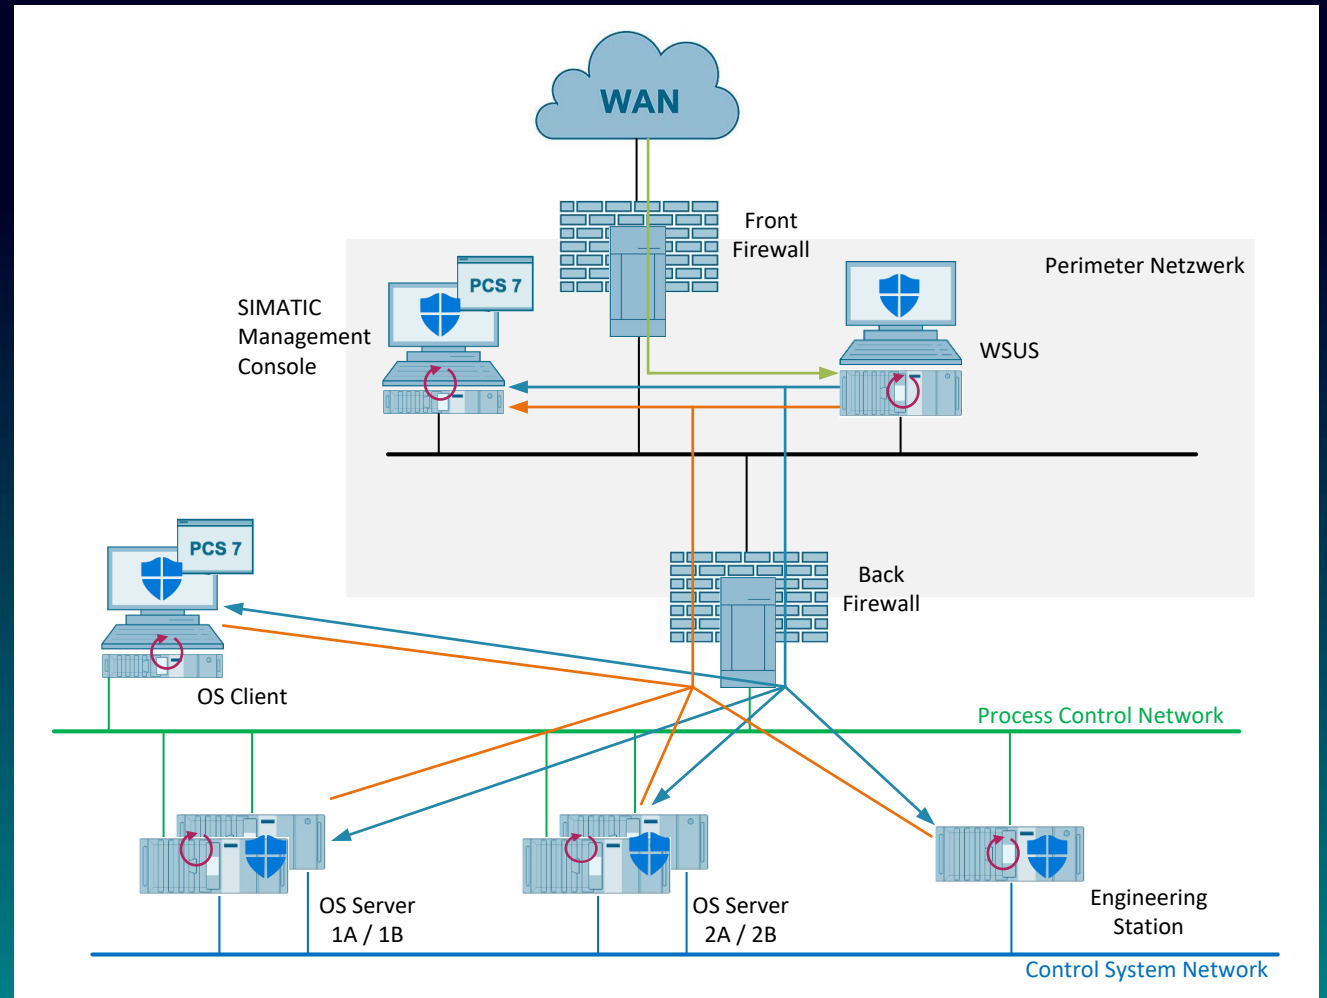 WAN
Front
Firewall
Perimeter Netzwerk
PCS 7
SIMATIC
Management
Console
WSUS
PCS 7
Back
Firewall
OS Client
Process Control Network
OS Server
1A / 1B
OS Server
2A / 2B
Engineering
Station
Control System Network